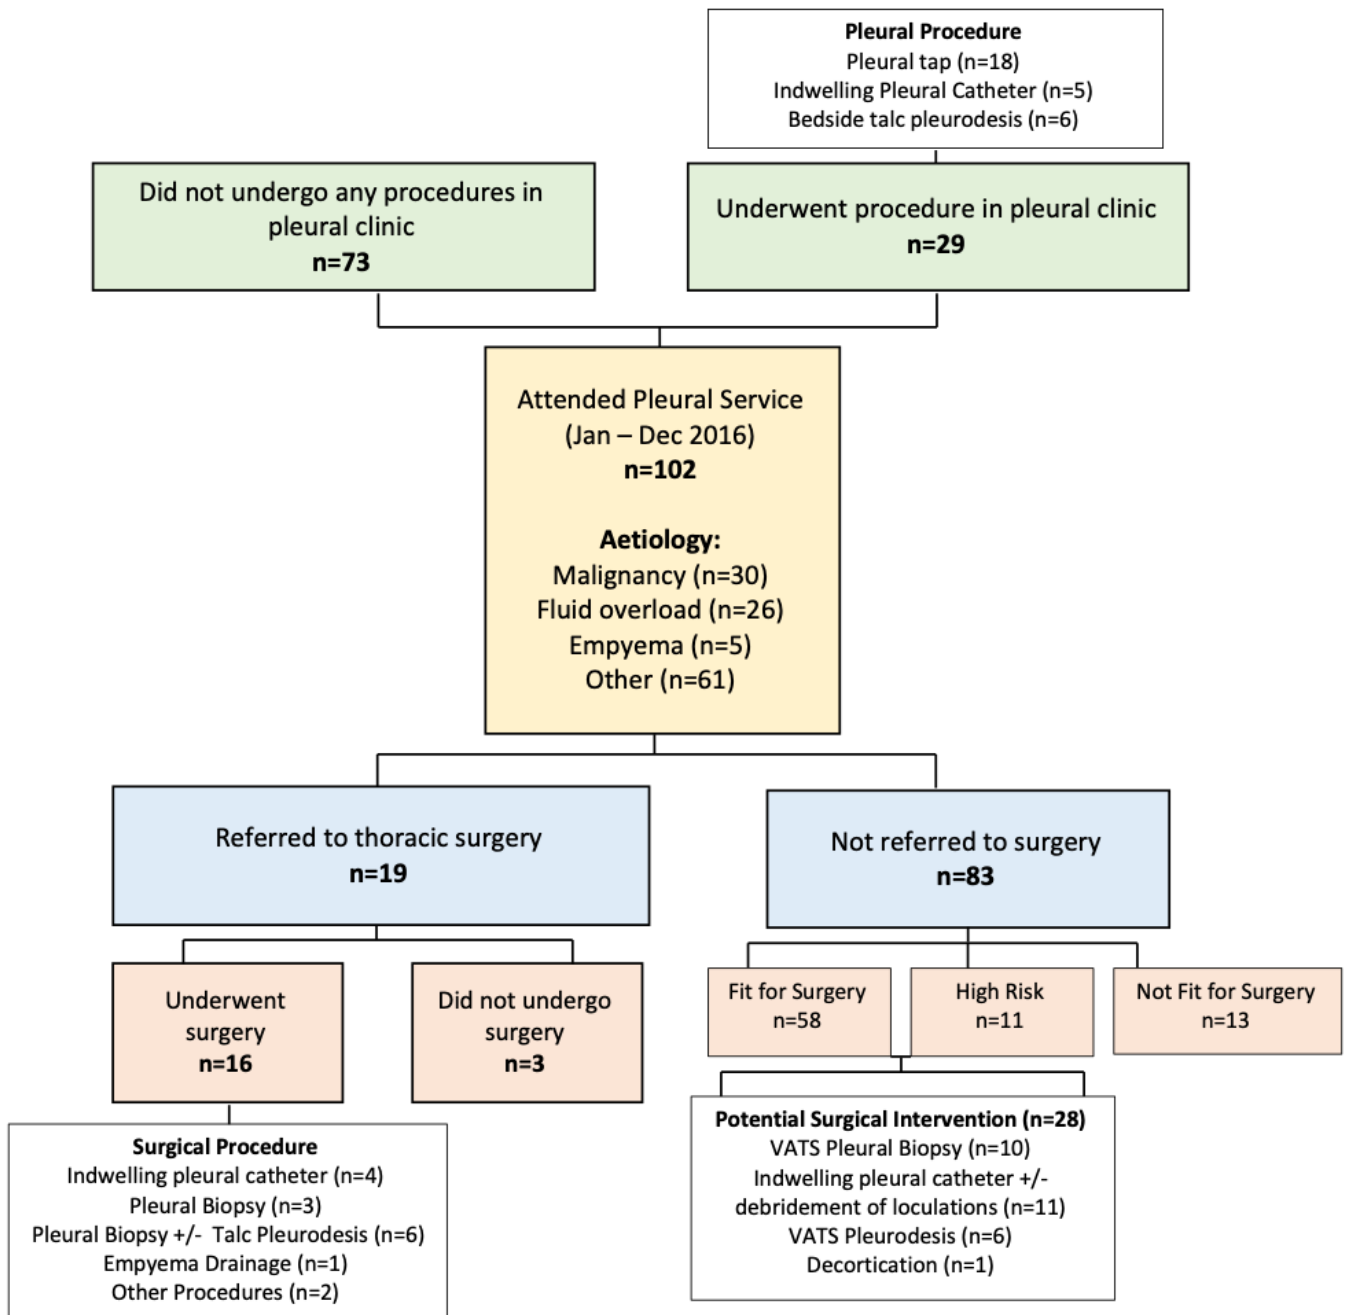 Pleural Procedure
Pleural tap (n=18)
Indwelling Pleural Catheter (n=5)
Bedside talc pleurodesis (n=6)
Did not undergo any procedures in
pleural clinic
n=73
Underwent procedure in pleural clinic
n=29
Attended Pleural Service
(Jan – Dec 2016)
n=102
Aetiology:
Malignancy (n=30)
Fluid overload (n=26)
Empyema (n=5)
Other (n=61)
Referred to thoracic surgery
n=19
Not referred to surgery
n=83
Underwent
surgery
n=16
Did not undergo
surgery
n=3
Fit for Surgery
n=58
High Risk
n=11
Not Fit for Surgery
n=13
Surgical Procedure
Indwelling pleural catheter (n=4)
Pleural Biopsy (n=3)
Pleural Biopsy +/- Talc Pleurodesis (n=6)
Empyema Drainage (n=1)
Other Procedures (n=2)
Potential Surgical Intervention (n=28)
VATS Pleural Biopsy (n=10)
Indwelling pleural catheter +/-
debridement of loculations (n=11)
VATS Pleurodesis (n=6)
Decortication (n=1)